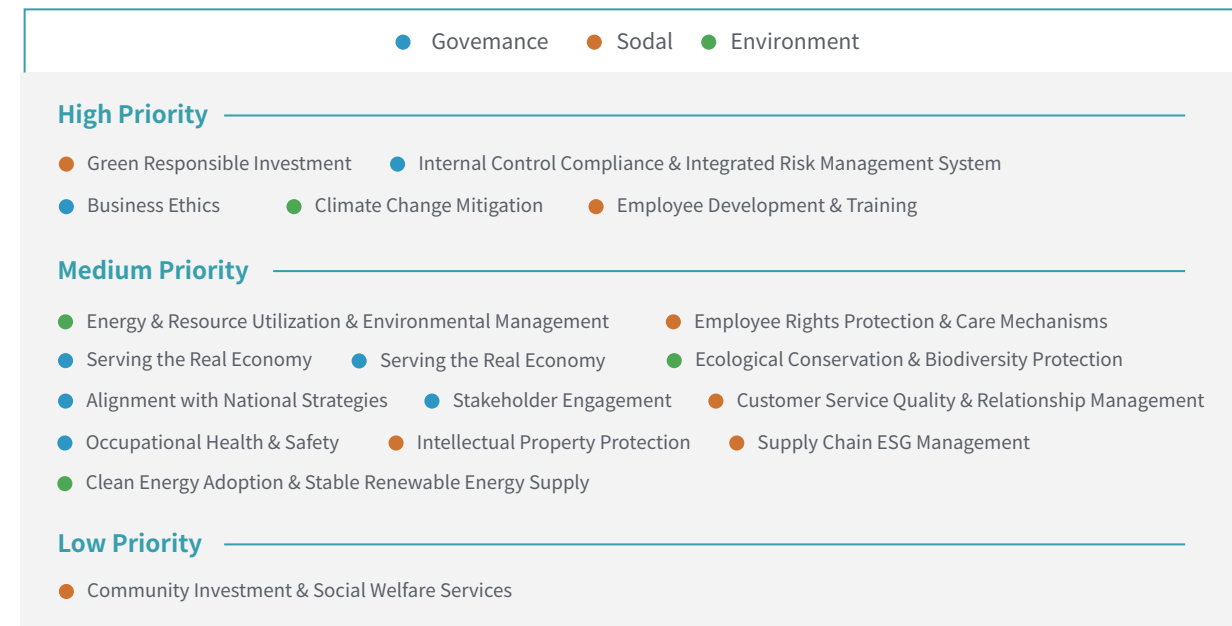 Govemance Sodal Environment
High Priority
Green Responsible Investment Internal Control Compliance & Integrated Risk Management System
Business Ethics Climate Change Mitigation Employee Development & Training
Medium Priority
Energy & Resource Utilization & Environmental Management Employee Rights Protection & Care Mechanisms
Serving the Real Economy Serving the Real Economy Ecological Conservation & Biodiversity Protection
Alignment with National Strategies Stakeholder Engagement Customer Service Quality & Relationship Management
Occupational Health & Safety Intellectual Property Protection Supply Chain ESG Management
Clean Energy Adoption & Stable Renewable Energy Supply
Low Priority
Community Investment & Social Welfare Services